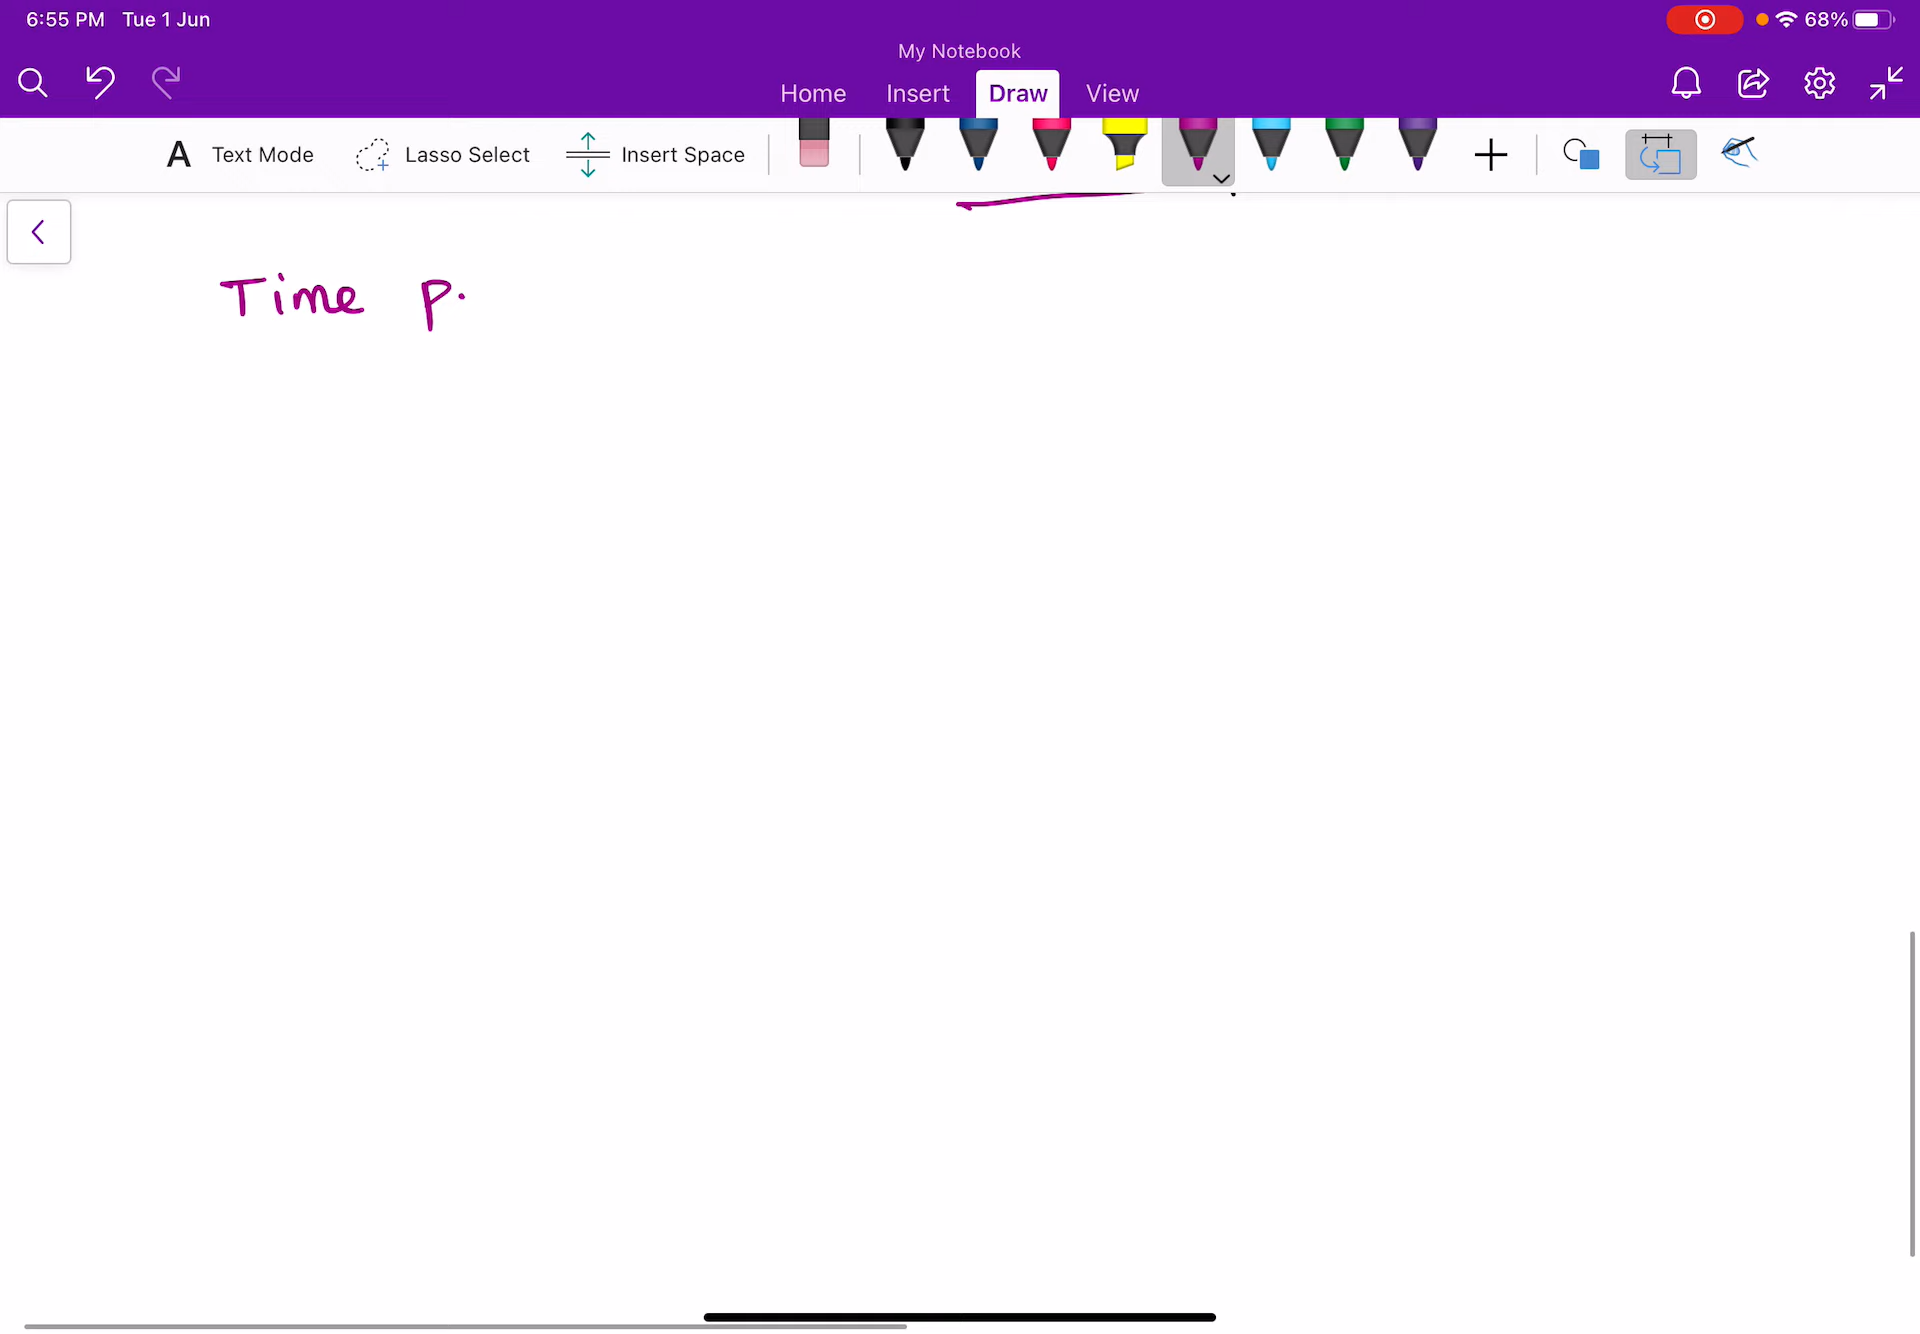 6:55 PM Tue 1 Jun
68%
My Notebook
Home Insert Draw View
A Text Mode Lasso Select Insert Space
Time p.